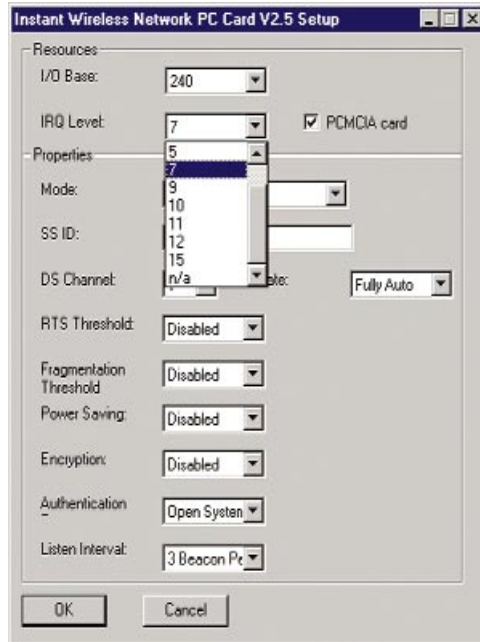 Instant Wireless Network PC Card V2.5 Setup
Resources
I/O Base:
240
IRQ Level:
7
PCMCIA card
5
7
9
10
11
12
15
n/a
Properties
Mode:
SS ID:
DS Channel:
ate:
Fully Auto
RTS Threshold:
Disabled
Fragmentation
Threshold
Disabled
Power Saving:
Disabled
Encryption:
Disabled
Authentication
Open System
Listen Interval:
3 Beacon Pe
OK
Cancel